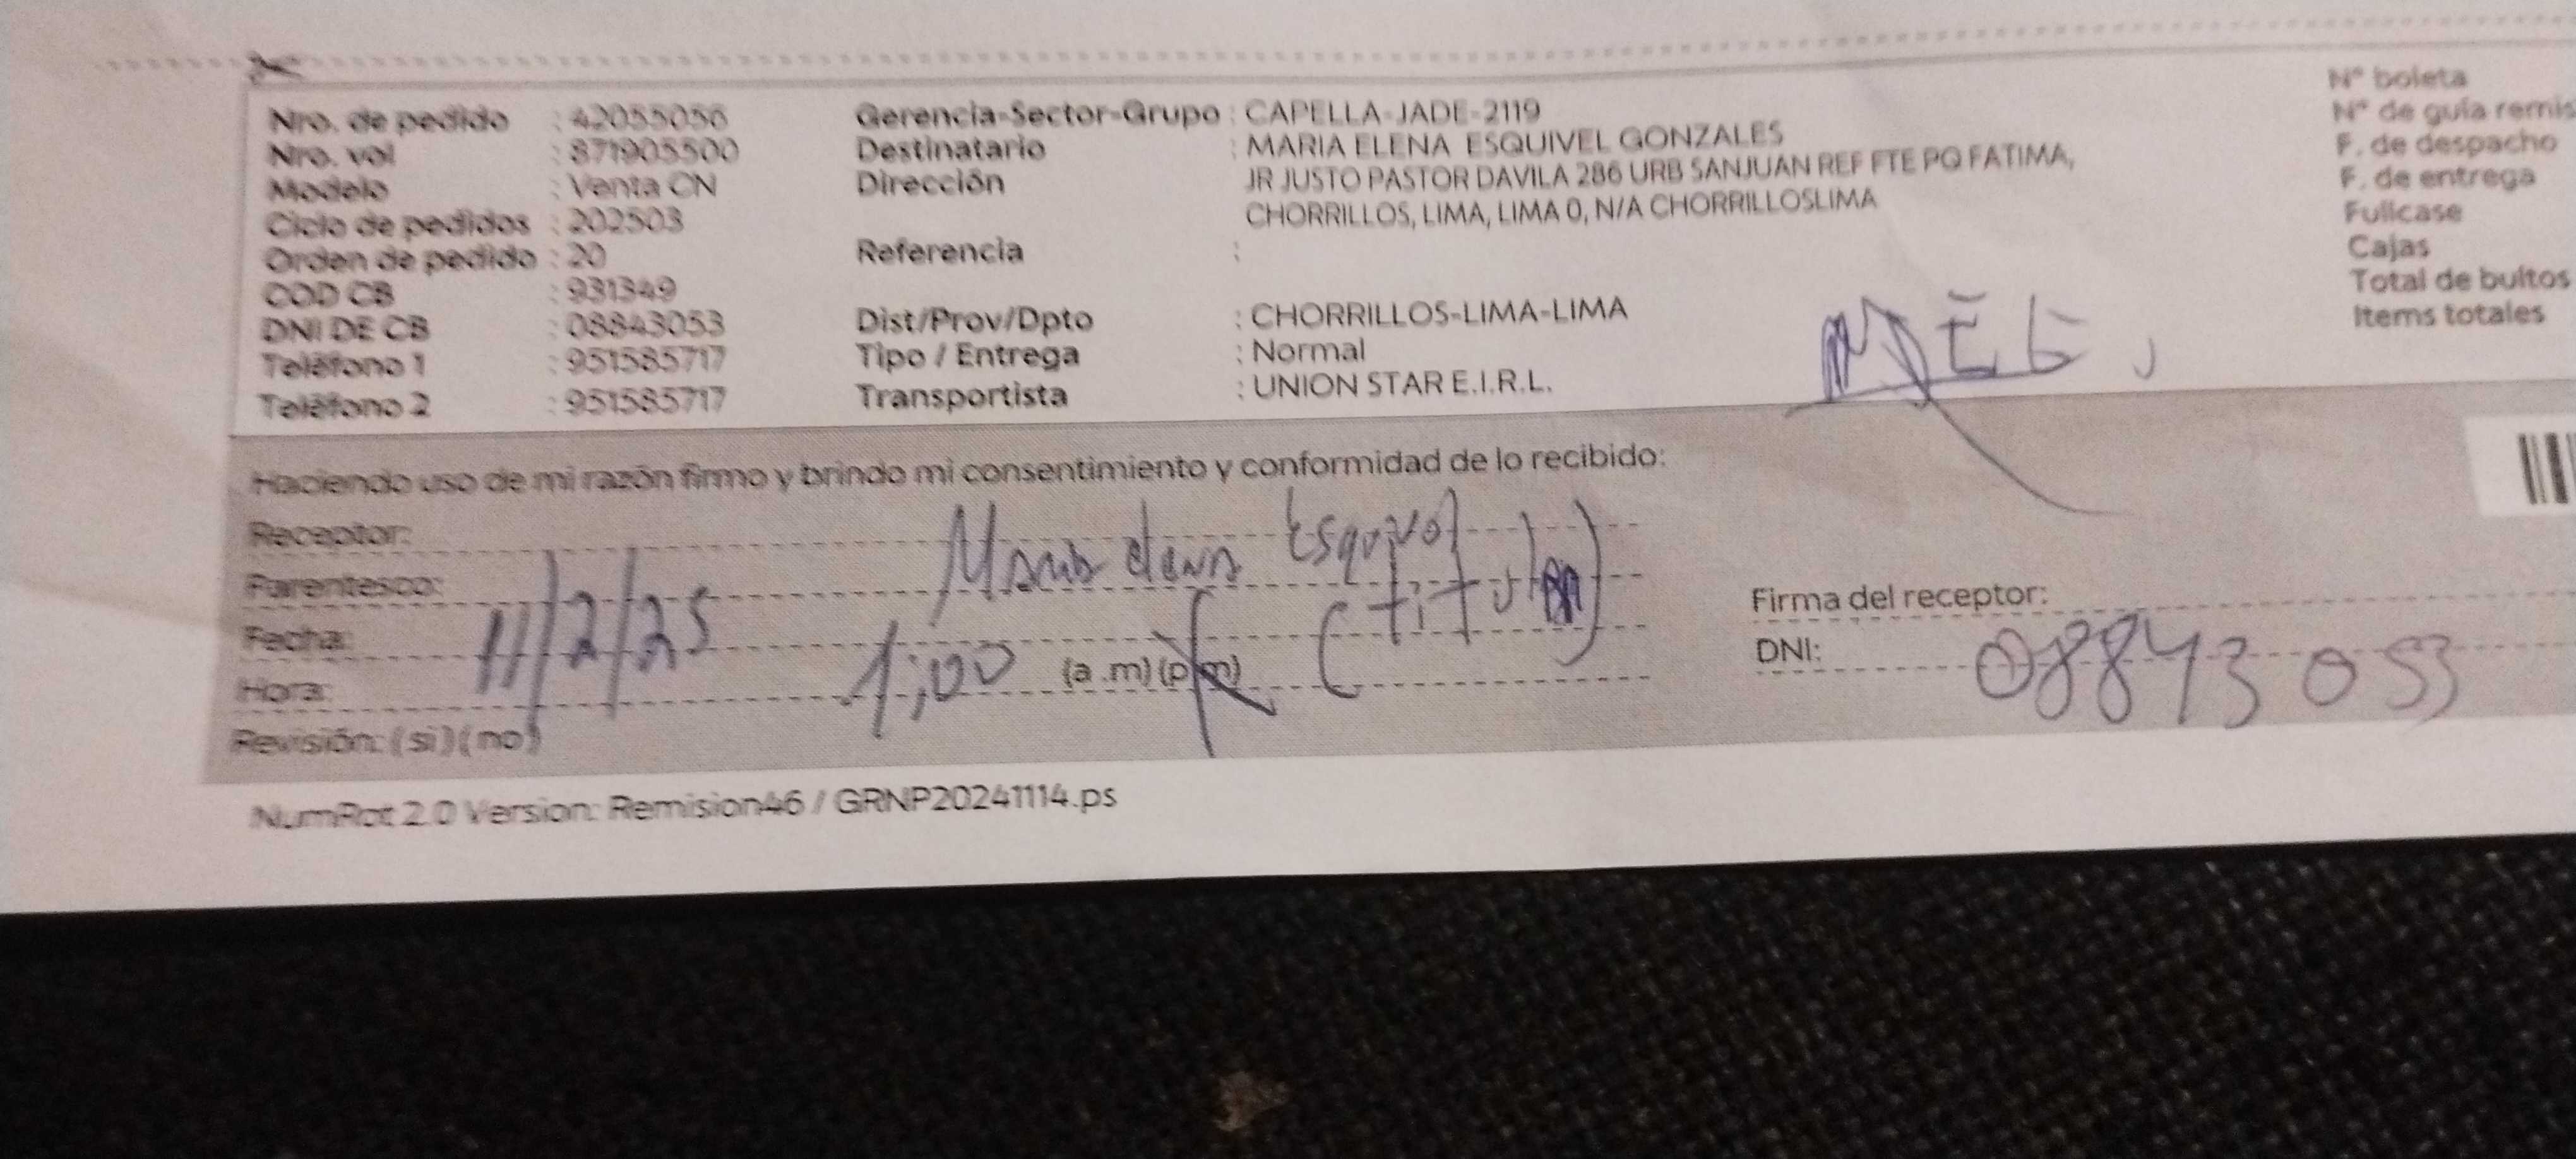 Nro. de pedido : 42055056
Nro. vol : 871905500
Modelo : Venta CN
Ciclo de pedidos : 202503
Orden de pedido : 20
COD CB : 931349
DNI DE CB : 08843053
Teléfono 1 : 951585717
Teléfono 2 : 951585717
Gerencia-Sector-Grupo : CAPELLA-JADE-2119
Destinatario : MARIA ELENA ESQUIVEL GONZALES
Dirección JR JUSTO PASTOR DAVILA 286 URB SANJUAN REF FTE PQ FATIMA,
CHORRILLOS, LIMA, LIMA 0, N/A CHORRILLOSLIMA
Referencia :
Dist/Prov/Dpto : CHORRILLOS-LIMA-LIMA
Tipo / Entrega : Normal
Transportista : UNION STAR E.I.R.L.
N° boleta
N° de guía remis
F. de despacho
F. de entrega
Fullcase
Cajas
Total de bultos
Items totales
Haciendo uso de mi razón firmo y brindo mi consentimiento y conformidad de lo recibido:
Receptor: Maria elena Esquivel
Parentesco: (titular)
Fecha: 11/2/25
Hora: 1:00 (a.m) (p.m)
Revisión: (si) (no)
Firma del receptor:
DNI: 08843053
NumRot 2.0 Version: Remision46 / GRNP20241114.ps